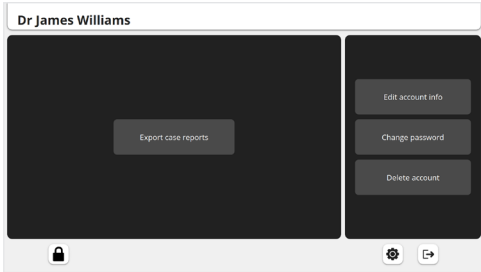 Dr James Williams
Export case reports
Edit account info
Change password
Delete account